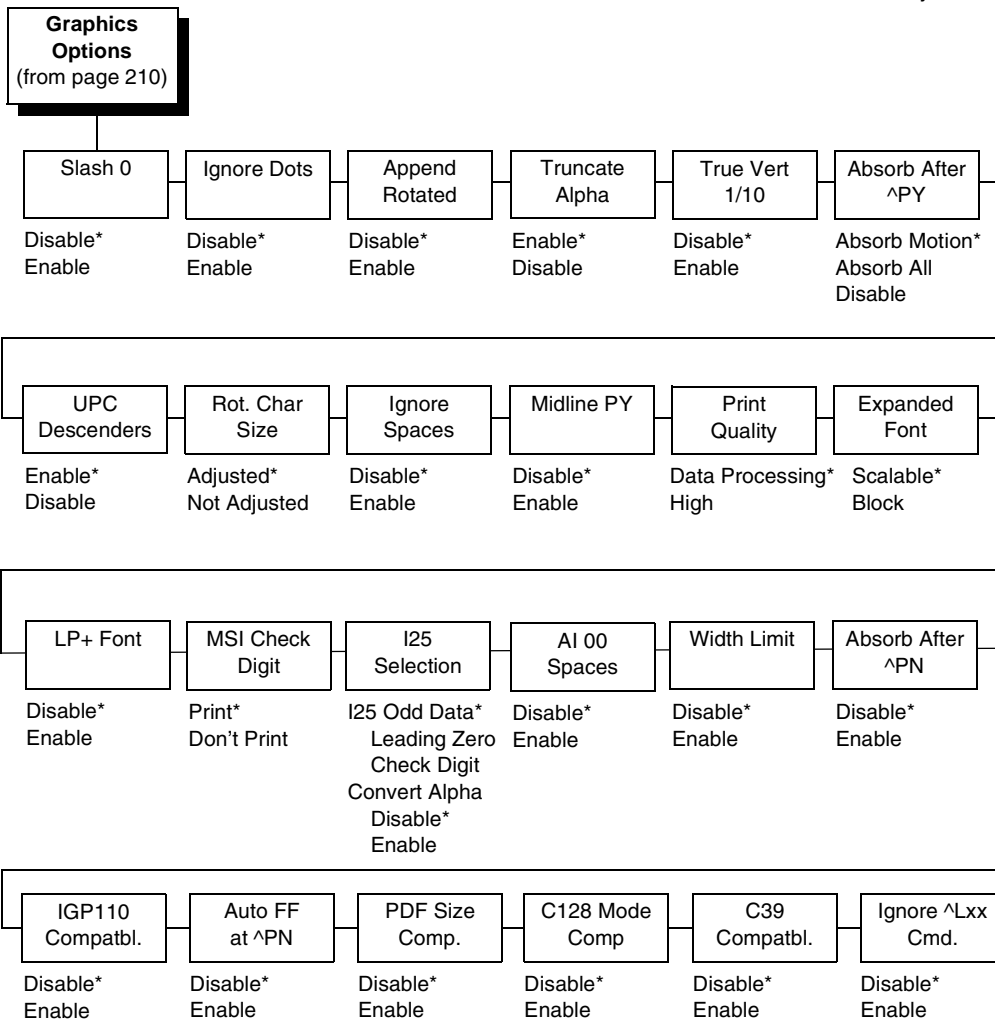 Graphics
Options
(from page 210)
Slash 0
Ignore Dots
Append
Rotated
Truncate
Alpha
True Vert
1/10
Absorb After
^PY
Disable*
Enable
Disable*
Enable
Disable*
Enable
Enable*
Disable
Disable*
Enable
Absorb Motion*
Absorb All
Disable
UPC
Descenders
Rot. Char
Size
Ignore
Spaces
Midline PY
Print
Quality
Expanded
Font
Enable*
Disable
Adjusted*
Not Adjusted
Disable*
Enable
Disable*
Enable
Data Processing*
High
Scalable*
Block
LP+ Font
MSI Check
Digit
I25
Selection
AI 00
Spaces
Width Limit
Absorb After
^PN
Disable*
Enable
Print*
Don't Print
I25 Odd Data*
Leading Zero
Check Digit
Convert Alpha
Disable*
Enable
Disable*
Enable
Disable*
Enable
Disable*
Enable
IGP110
Compatbl.
Auto FF
at ^PN
PDF Size
Comp.
C128 Mode
Comp
C39
Compatbl.
Ignore ^Lxx
Cmd.
Disable*
Enable
Disable*
Enable
Disable*
Enable
Disable*
Enable
Disable*
Enable
Disable*
Enable